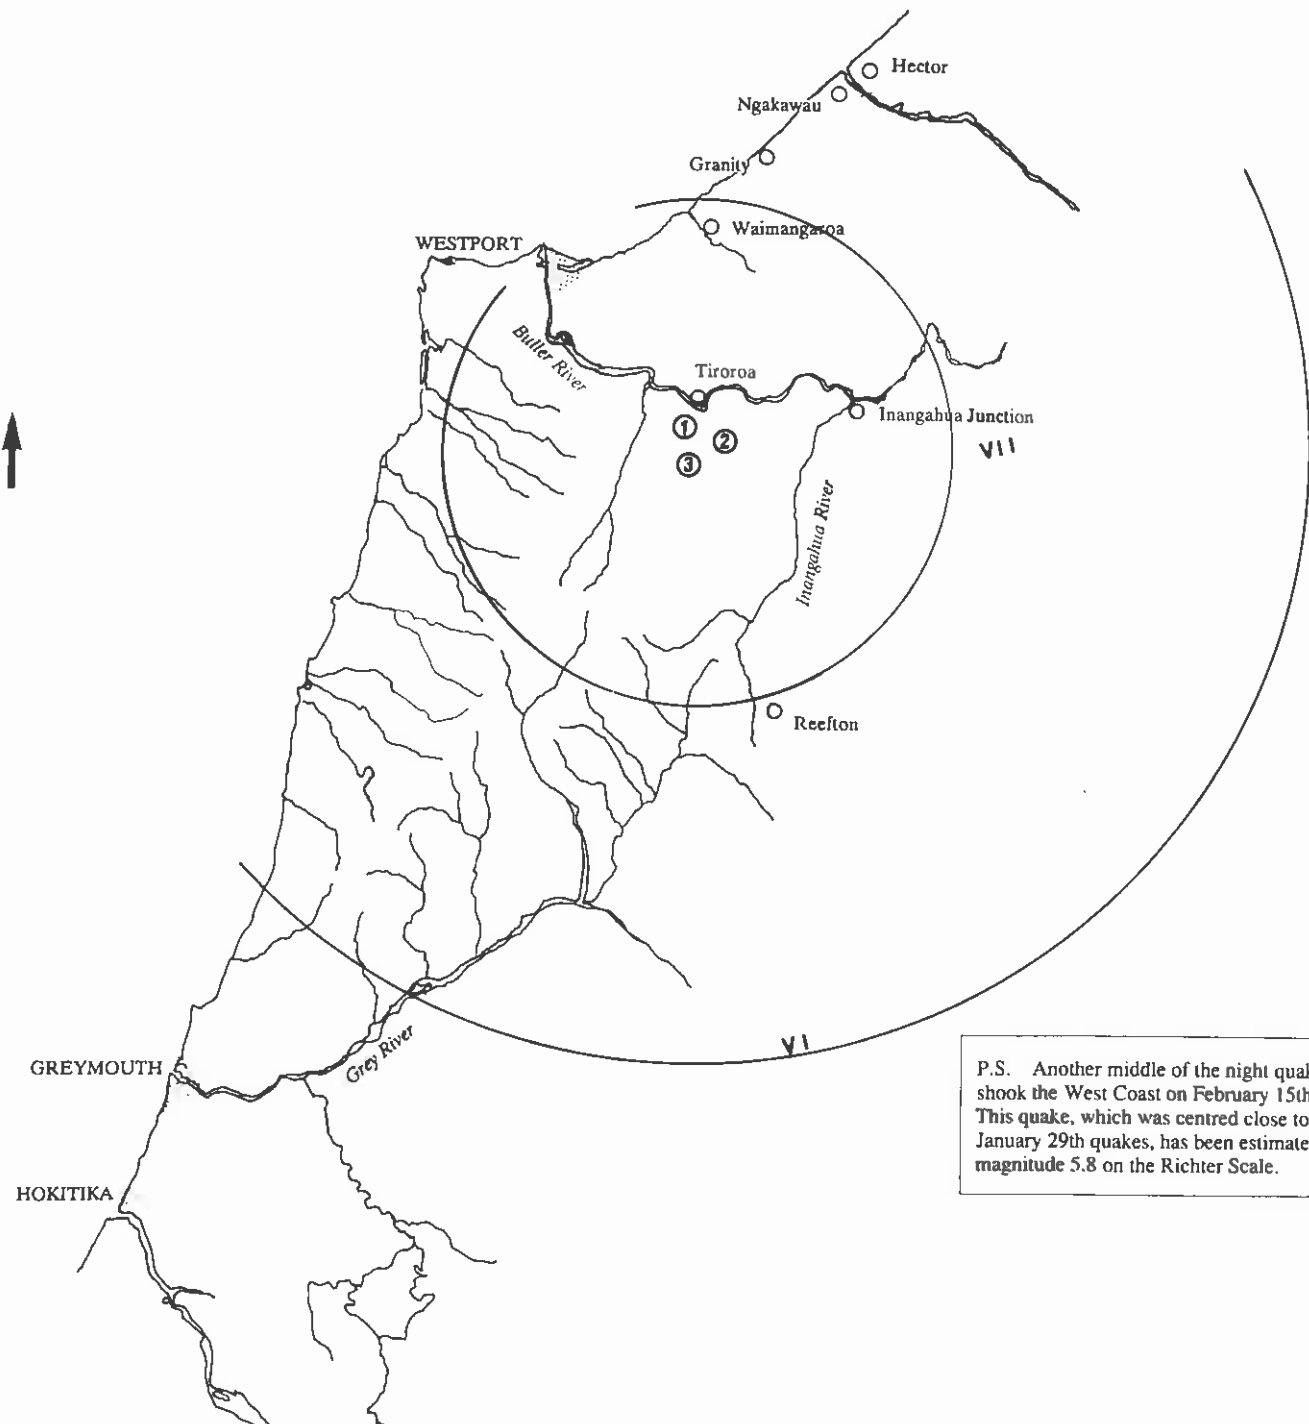 Hector
Ngakawau
Granity
Waimangaroa
WESTPORT
Buller River
Tiroroa
Inangahua Junction
1
2
3
VII
Inangahua River
Reefton
VI
Grey River
GREYMOUTH
HOKITIKA
P.S. Another middle of the night
shook the West Coast on February 15th
This quake, which was centred close to
January 29th quakes, has been
magnitude 5.8 on the Richter Scale.